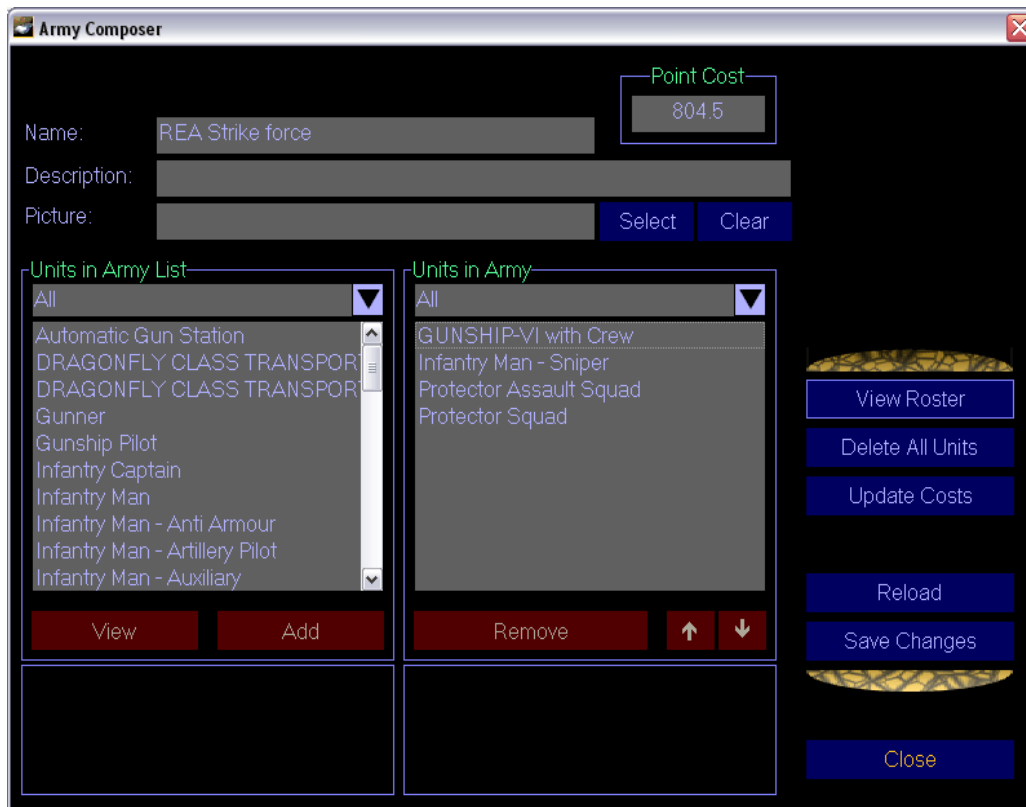 Army Composer
Point Cost
804.5
Name: REA Strike force
Description:
Picture: Select Clear
Units in Army List
All
Automatic Gun Station
DRAGONFLY CLASS TRANSPORT
DRAGONFLY CLASS TRANSPORT
Gunner
Gunship Pilot
Infantry Captain
Infantry Man
Infantry Man - Anti Armour
Infantry Man - Artillery Pilot
Infantry Man - Auxiliary
View Add
Units in Army
All
GUNSHIP-VI with Crew
Infantry Man - Sniper
Protector Assault Squad
Protector Squad
Remove
View Roster
Delete All Units
Update Costs
Reload
Save Changes
Close